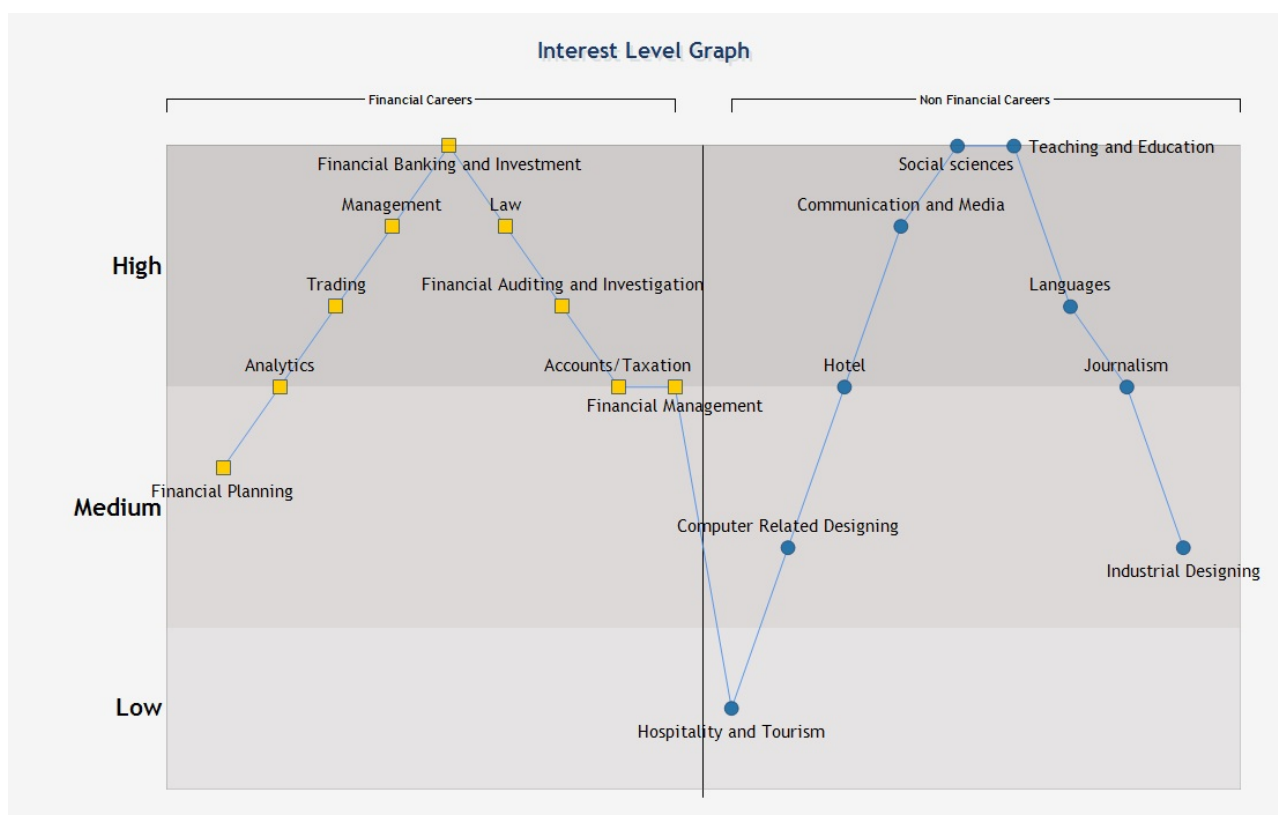 Interest Level Graph
Financial Careers
Non Financial Careers
Teaching and Education
Financial Banking and Investment
Social sciences
Management
Law
Communication and Media
High
Trading
Financial Auditing and Investigation
Languages
Analytics
Accounts/Taxation
Hotel
Journalism
Financial Management
Financial Planning
Medium
Computer Related Designing
Industrial Designing
Low
Hospitality and Tourism